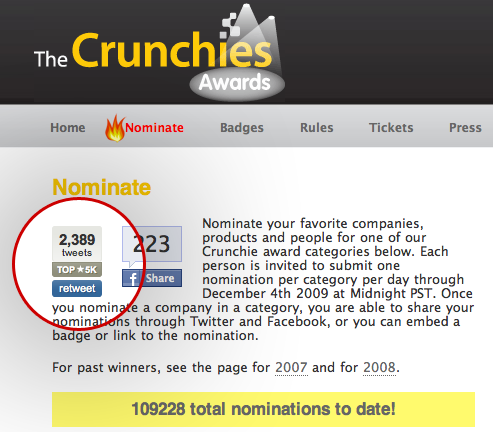 The Crunchies
Awards
Home Nominate Badges Rules Tickets Press
Nominate
2,389
tweets
TOP ★ 5K
retweet
223
f Share
Nominate your favorite companies,
products and people for one of our
Crunchie award categories below. Each
person is invited to submit one
nomination per category per day through
December 4th 2009 at Midnight PST. Once
you nominate a company in a category, you are able to share your
nominations through Twitter and Facebook, or you can embed a
badge or link to the nomination.
For past winners, see the page for 2007 and for 2008.
109228 total nominations to date!